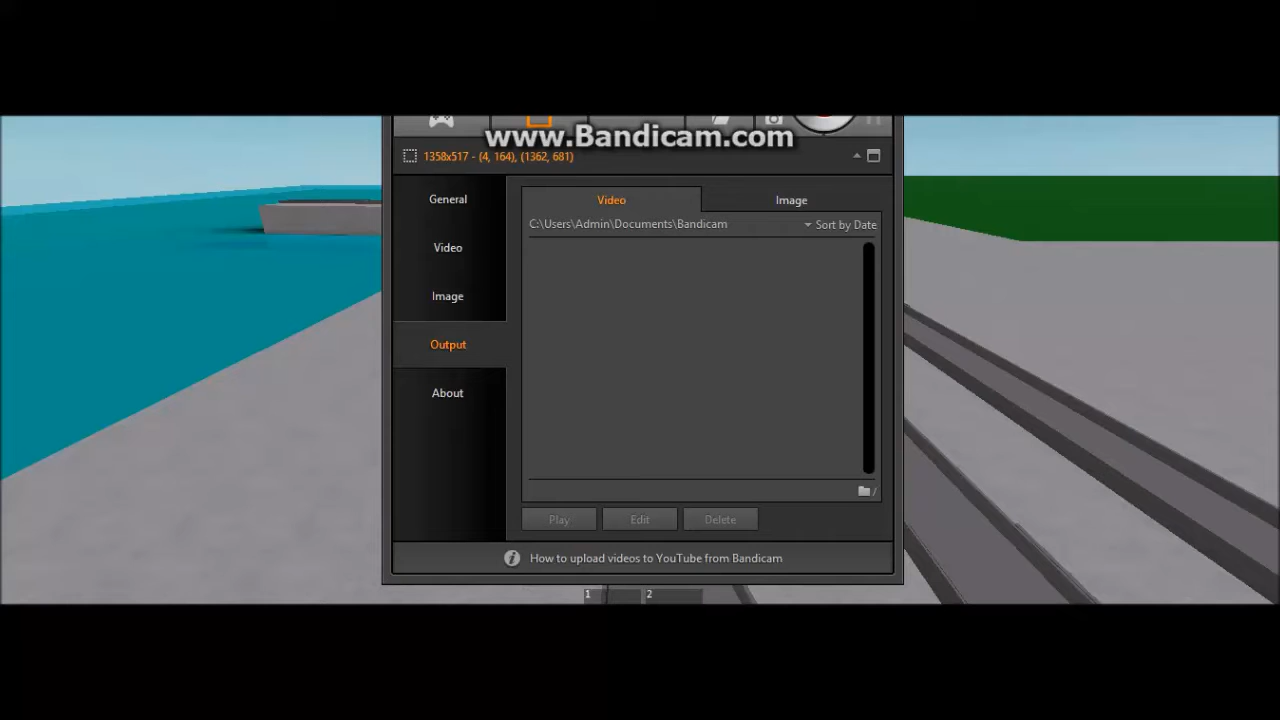 www.Bandicam.com
1358x517 - (4, 164), (1362, 681)
General
Video
Image
Output
About
Video
Image
C:\Users\Admin\Documents\Bandicam
Sort by Date
/
Play
Edit
Delete
How to upload videos to YouTube from Bandicam
1
2